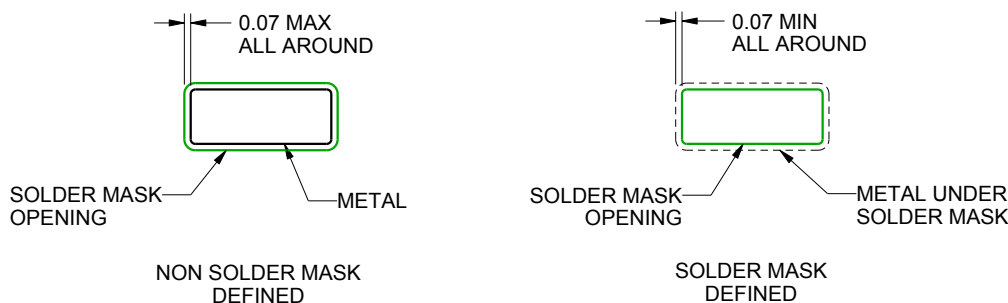 0.07 MAX
ALL AROUND
SOLDER MASK
OPENING
METAL
NON SOLDER MASK
DEFINED
0.07 MIN
ALL AROUND
SOLDER MASK
OPENING
METAL UNDER
SOLDER MASK
SOLDER MASK
DEFINED